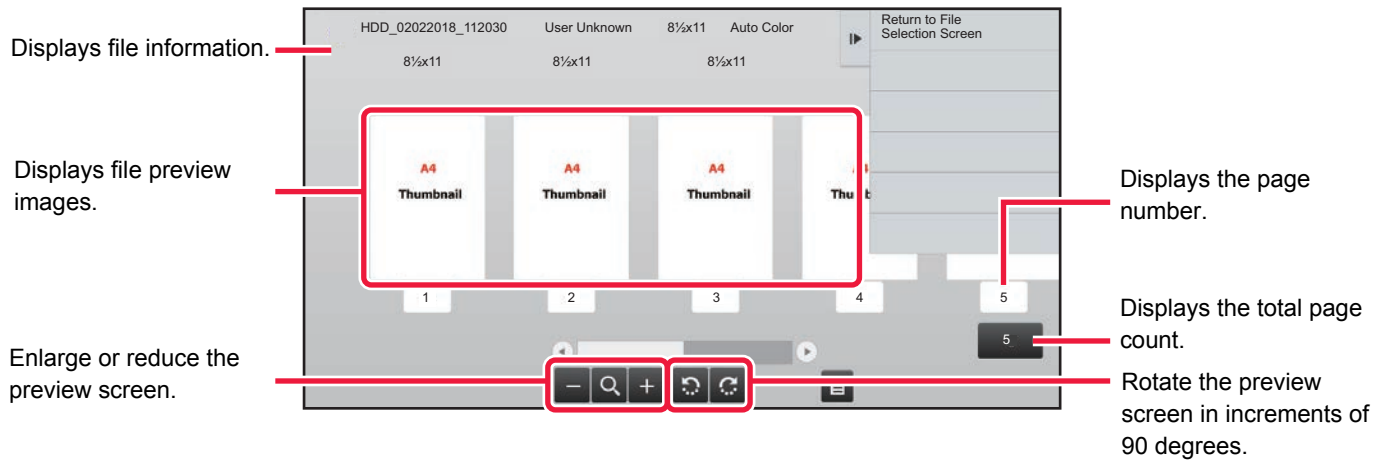 Displays file information.
HDD_02022018_112030 User Unknown 8½x11 Auto Color
8½x11 8½x11 8½x11
Return to File
Selection Screen
Displays file preview
images.
A4
Thumbnail
A4
Thumbnail
A4
Thumbnail
Displays the page
number.
1 2 3 4 5
Displays the total page
count.
5
Enlarge or reduce the
preview screen.
Rotate the preview
screen in increments of
90 degrees.